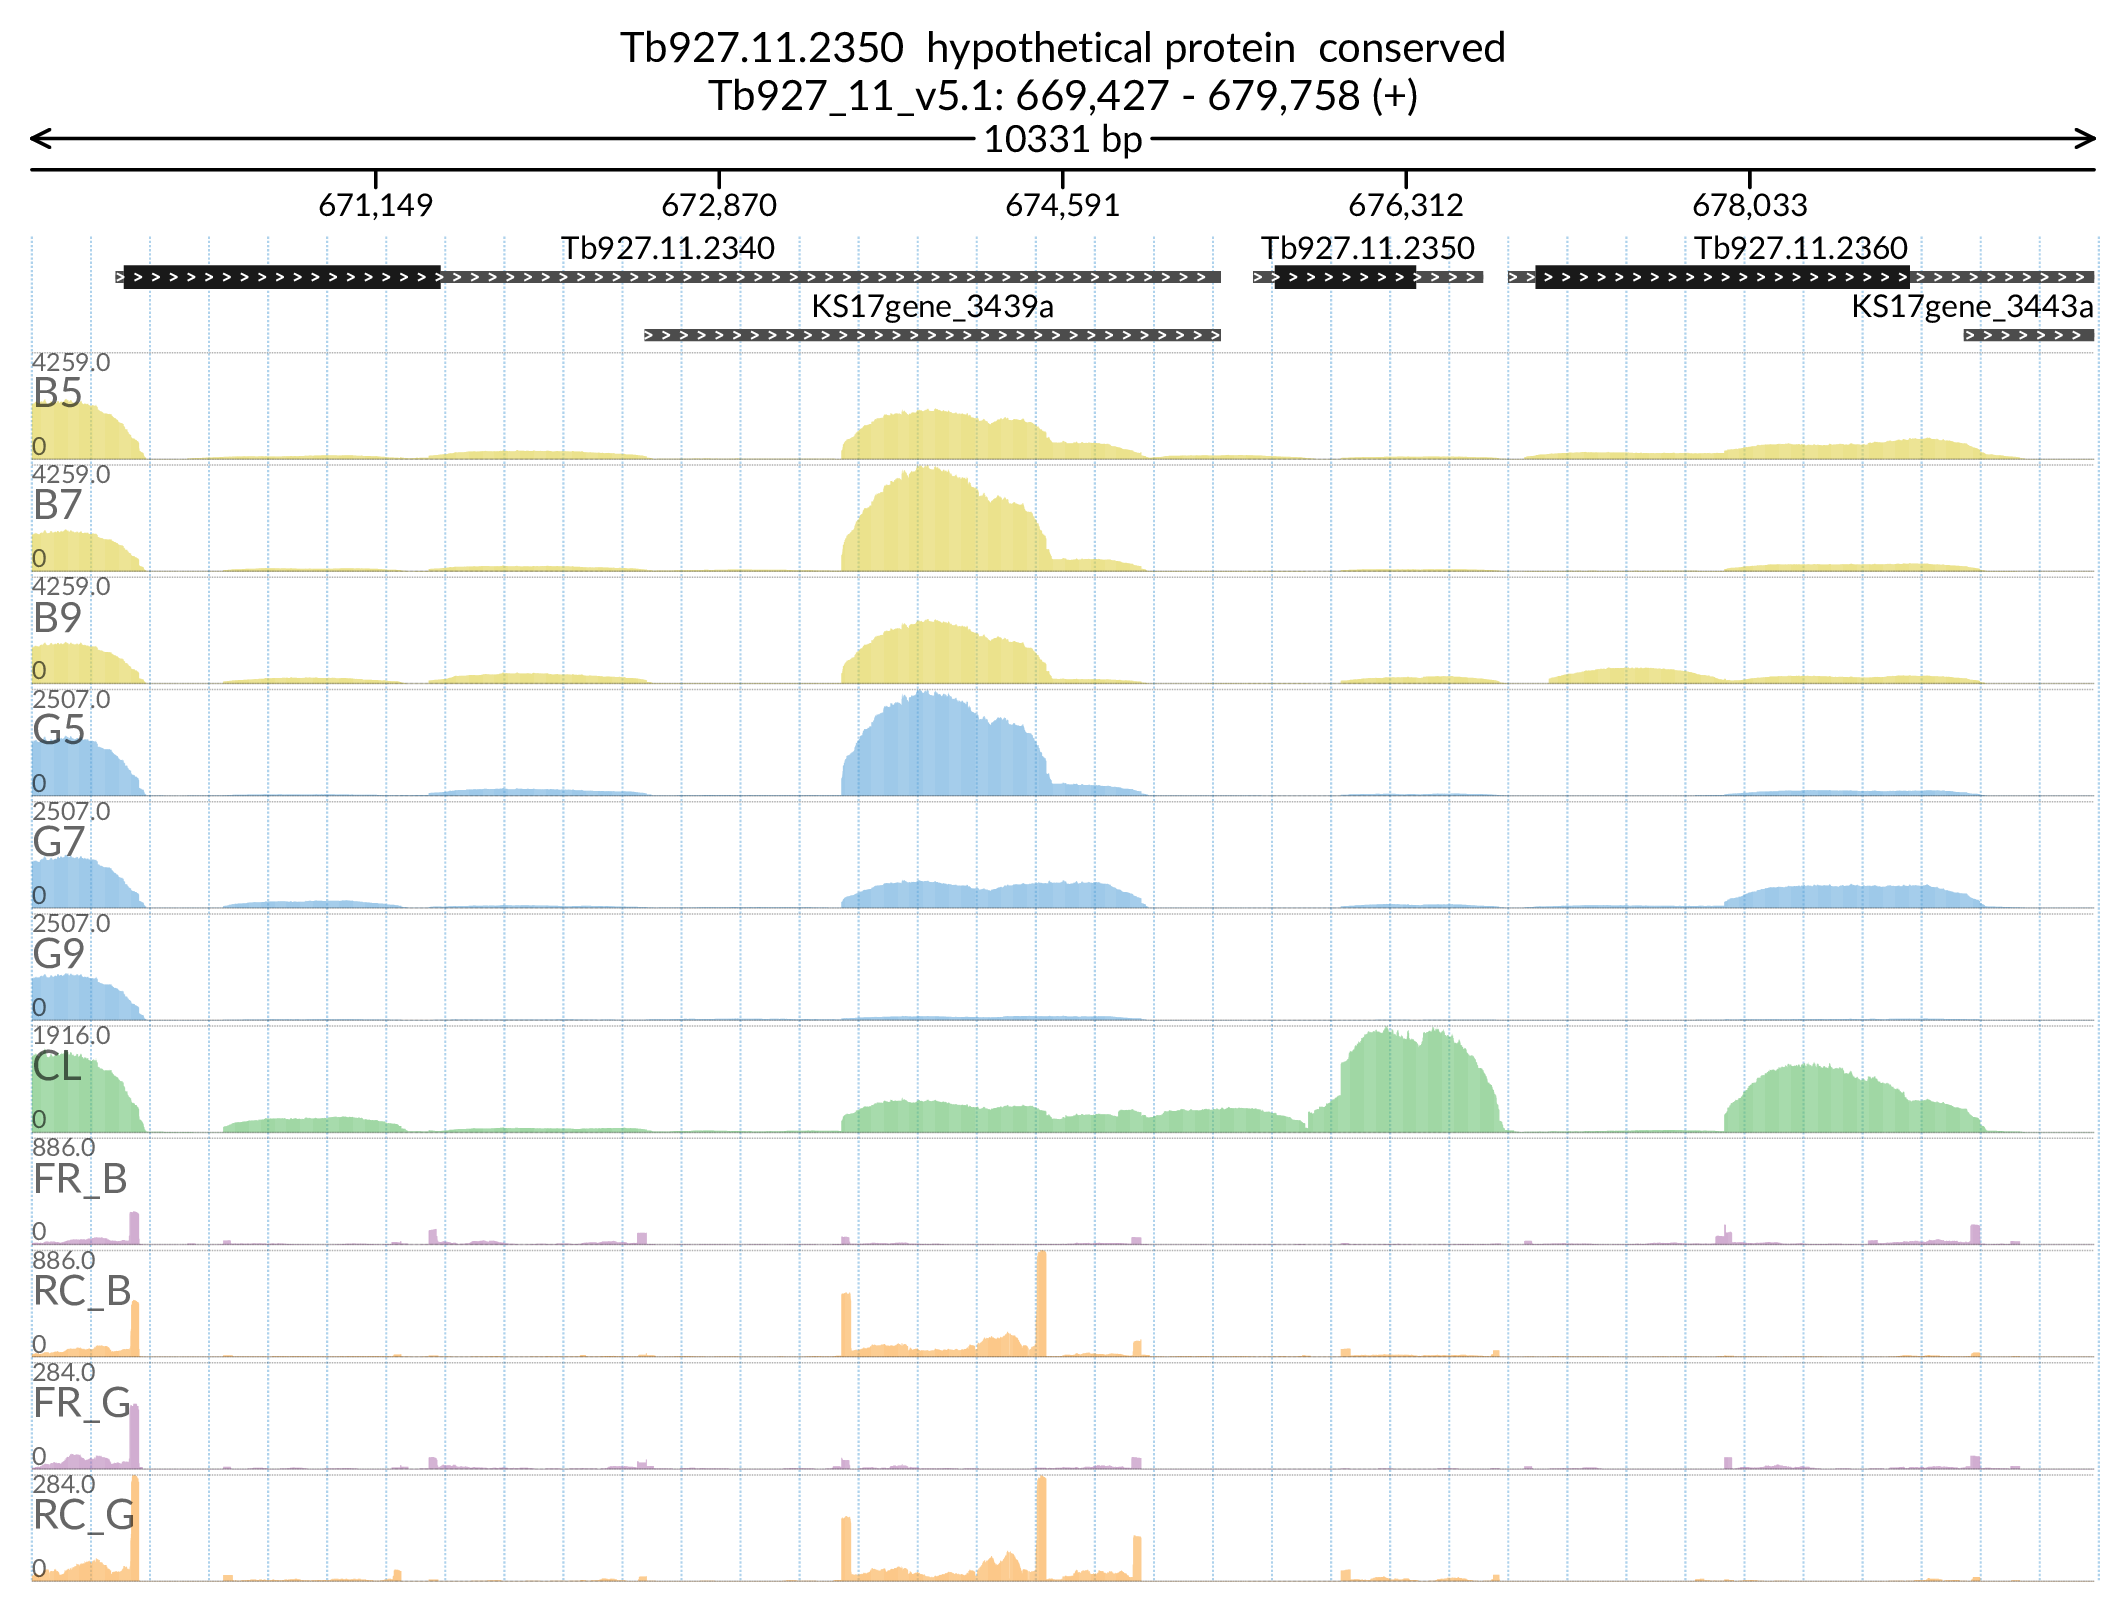 Tb927.11.2350  hypothetical protein  conserved
Tb927_11_v5.1: 669,427 - 679,758 (+)
10331 bp
671,149 672,870 674,591 676,312 678,033
Tb927.11.2340 Tb927.11.2350 Tb927.11.2360
KS17gene_3439a KS17gene_3443a
4259.0
B5
0
4259.0
B7
0
4259.0
B9
0
2507.0
G5
0
2507.0
G7
0
2507.0
G9
0
1916.0
CL
0
886.0
FR_B
0
886.0
RC_B
0
284.0
FR_G
0
284.0
RC_G
0